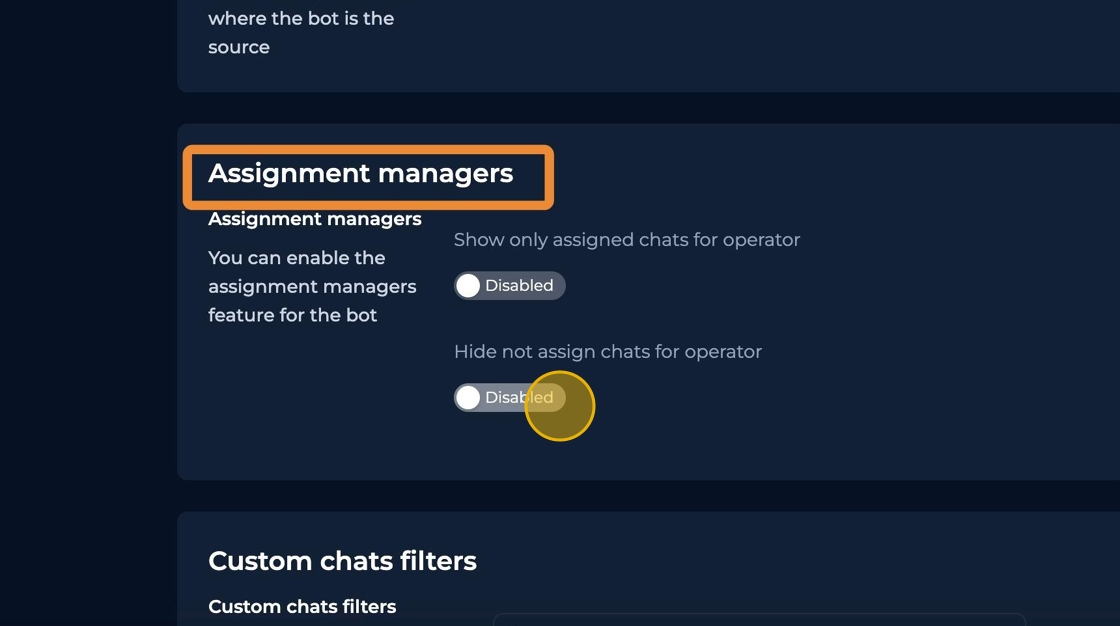 where the bot is the
source
Assignment managers
Assignment managers
You can enable the
assignment managers
feature for the bot
Show only assigned chats for operator
Disabled
Hide not assign chats for operator
Disabled
Custom chats filters
Custom chats filters